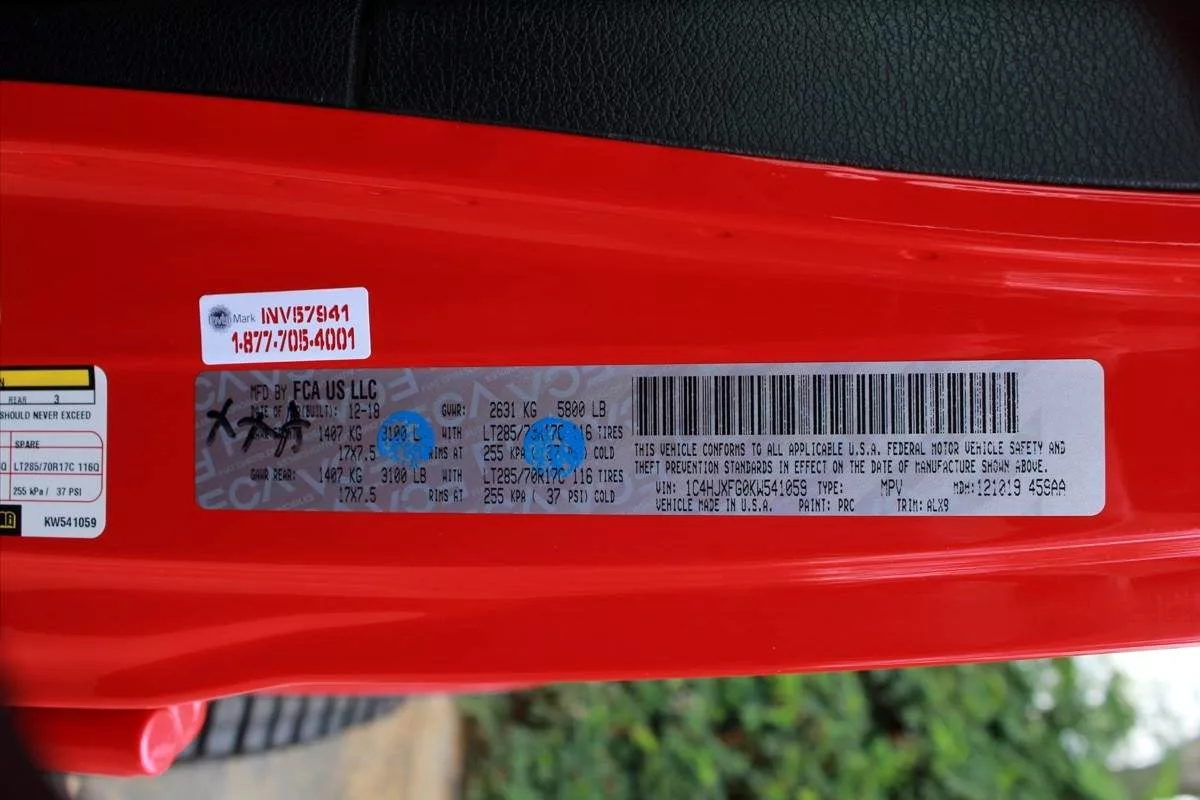 Mark INV57941
1-877-705-4001
REAR 3
SHOULD NEVER EXCEED
SPARE
LT285/70R17C 116Q
255 kPa / 37 PSI
KW541059
MFD BY FCA US LLC
DATE OF 12-18 GVWR: 2631 KG 5800 LB
1407 KG 3100 L WITH LT285/70R17C 116 TIRES
17X7.5 RIMS AT 255 KPA COLD
GAWR REAR: 1407 KG 3100 LB WITH LT285/70R17C 116 TIRES
17X7.5 RIMS AT 255 KPA ( 37 PSI) COLD
THIS VEHICLE CONFORMS TO ALL APPLICABLE U.S.A. FEDERAL MOTOR VEHICLE SAFETY AND
THEFT PREVENTION STANDARDS IN EFFECT ON THE DATE OF MANUFACTURE SHOWN ABOVE.
VIN: 1C4HJXFG0KW541059 TYPE: MPV MDH: 121019 459AA
VEHICLE MADE IN U.S.A. PAINT: PRC TRIM: ALX9